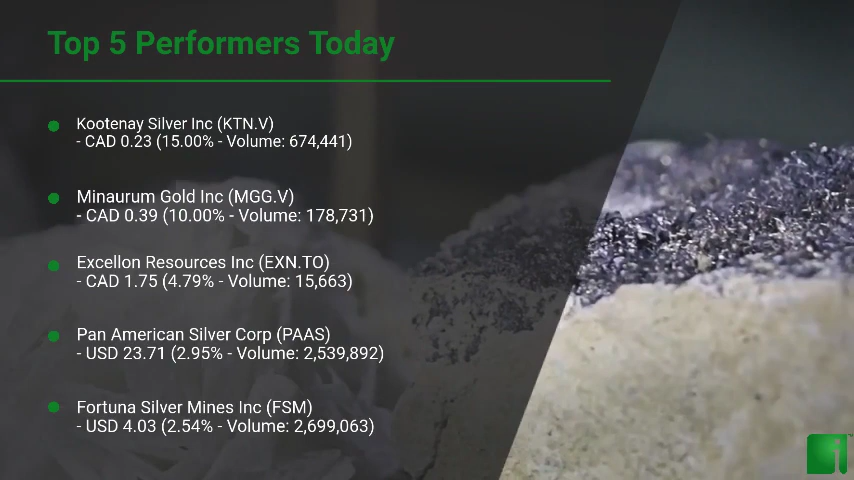 Top 5 Performers Today
Kootenay Silver Inc (KTN.V)
- CAD 0.23 (15.00% - Volume: 674,441)
Minaurum Gold Inc (MGG.V)
- CAD 0.39 (10.00% - Volume: 178,731)
Excellon Resources Inc (EXN.TO)
- CAD 1.75 (4.79% - Volume: 15,663)
Pan American Silver Corp (PAAS)
- USD 23.71 (2.95% - Volume: 2,539,892)
Fortuna Silver Mines Inc (FSM)
- USD 4.03 (2.54% - Volume: 2,699,063)
i